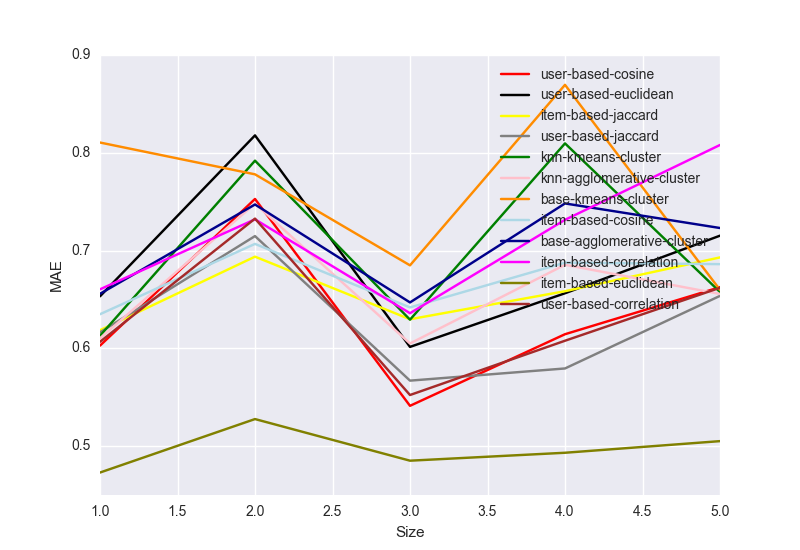 0.9
0.8
0.7
0.6
0.5
MAE
user-based-cosine
user-based-euclidean
item-based-jaccard
user-based-jaccard
knn-kmeans-cluster
knn-agglomerative-cluster
base-kmeans-cluster
item-based-cosine
base-agglomerative-cluster
item-based-correlation
item-based-euclidean
user-based-correlation
1.0 1.5 2.0 2.5 3.0 3.5 4.0 4.5 5.0
Size